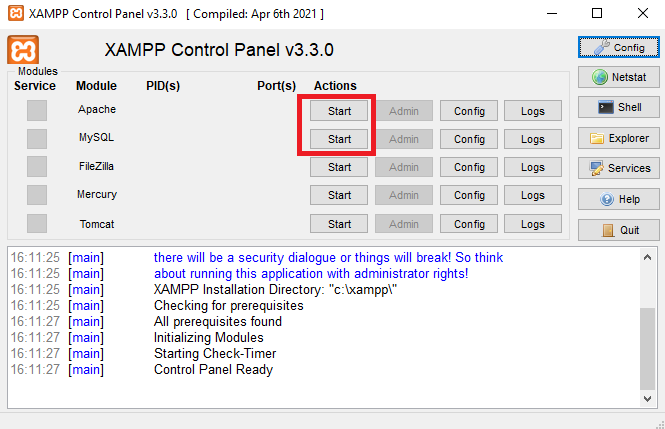 XAMPP Control Panel v3.3.0 [ Compiled: Apr 6th 2021 ]
XAMPP Control Panel v3.3.0
Config
Modules
Service Module PID(s) Port(s) Actions
Netstat
Apache Start Admin Config Logs
Shell
MySQL Start Admin Config Logs
Explorer
FileZilla Start Admin Config Logs
Services
Mercury Start Admin Config Logs
Help
Tomcat Start Admin Config Logs
Quit
16:11:25 [main] there will be a security dialogue or things will break! So think
16:11:25 [main] about running this application with administrator rights!
16:11:25 [main] XAMPP Installation Directory: "c:\xampp\"
16:11:25 [main] Checking for prerequisites
16:11:27 [main] All prerequisites found
16:11:27 [main] Initializing Modules
16:11:27 [main] Starting Check-Timer
16:11:27 [main] Control Panel Ready